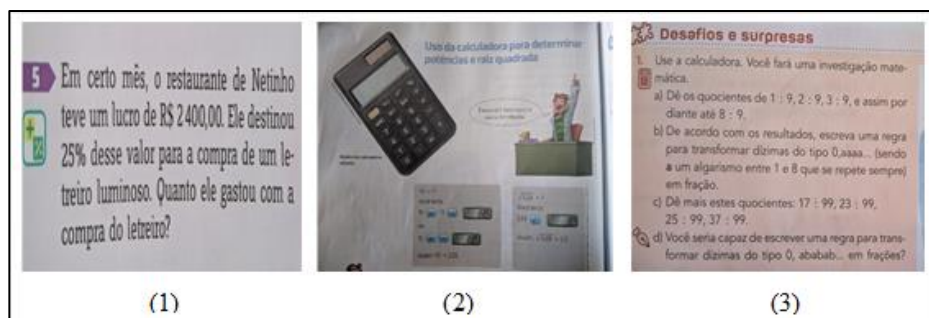 5 Em certo mês, o restaurante de Netinho
teve um lucro de R$ 2400,00. Ele destinou
25% desse valor para a compra de um le-
treiro luminoso. Quanto ele gastou com a
compra do letreiro?
(1)
Uso da calculadora para determinar
potências e raiz quadrada
(2)
Desafios e surpresas
1. Use a calculadora. Você fará uma investigação mate-
mática.
a) Dê os quocientes de 1 : 9, 2 : 9, 3 : 9, e assim por
diante até 8 : 9.
b) De acordo com os resultados, escreva uma regra
para transformar dízimas do tipo 0,aaaa... (sendo
a um algarismo entre 1 e 8 que se repete sempre)
em fração.
c) Dê mais estes quocientes: 17 : 99, 23 : 99,
25 : 99, 37 : 99.
d) Você seria capaz de escrever uma regra para trans-
formar dízimas do tipo 0, ababab... em frações?
(3)